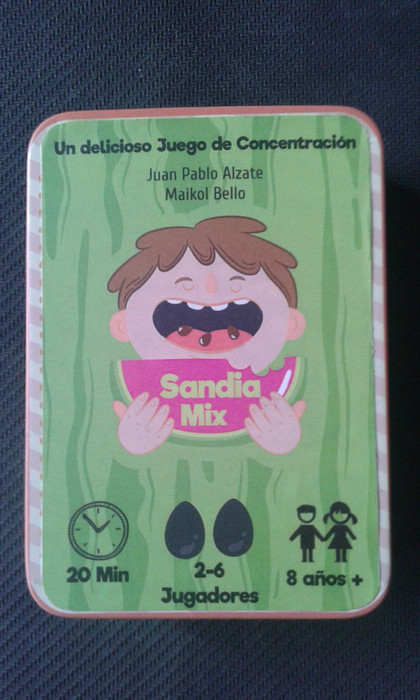 Un delicioso Juego de Concentración
Juan Pablo Alzate
Maikol Bello
Sandia
Mix
20 Min
2-6
Jugadores
8 años +